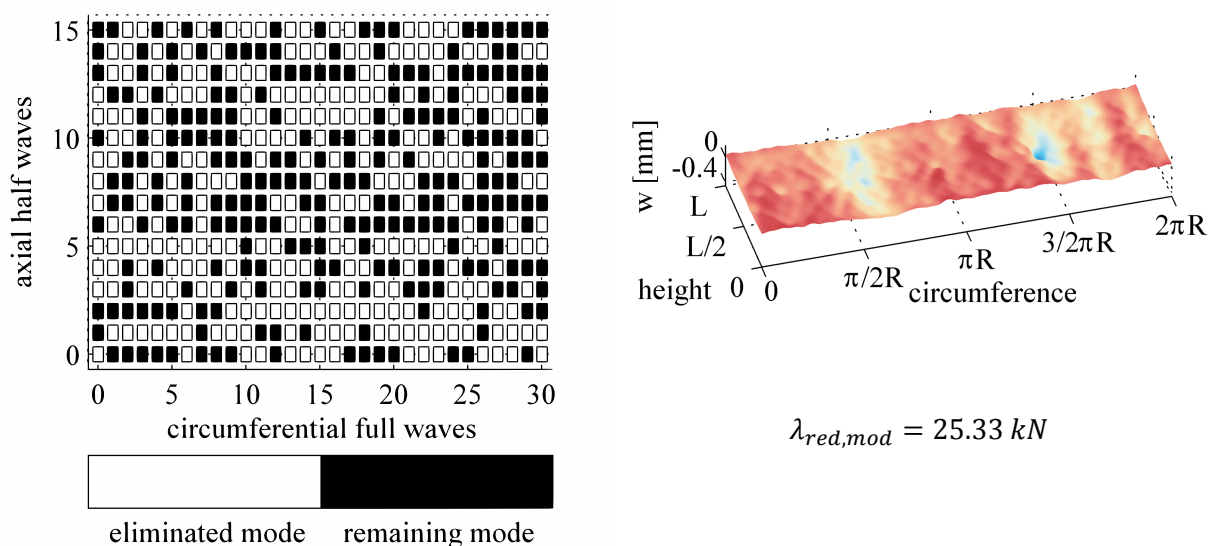 15
10
5
0
axial half waves
0 5 10 15 20 25 30
circumferential full waves
eliminated mode remaining mode
w [mm]
0
-0.4
L
L/2
height 0
0 π/2R πR 3/2πR 2πR
circumference
λred,mod = 25.33 kN